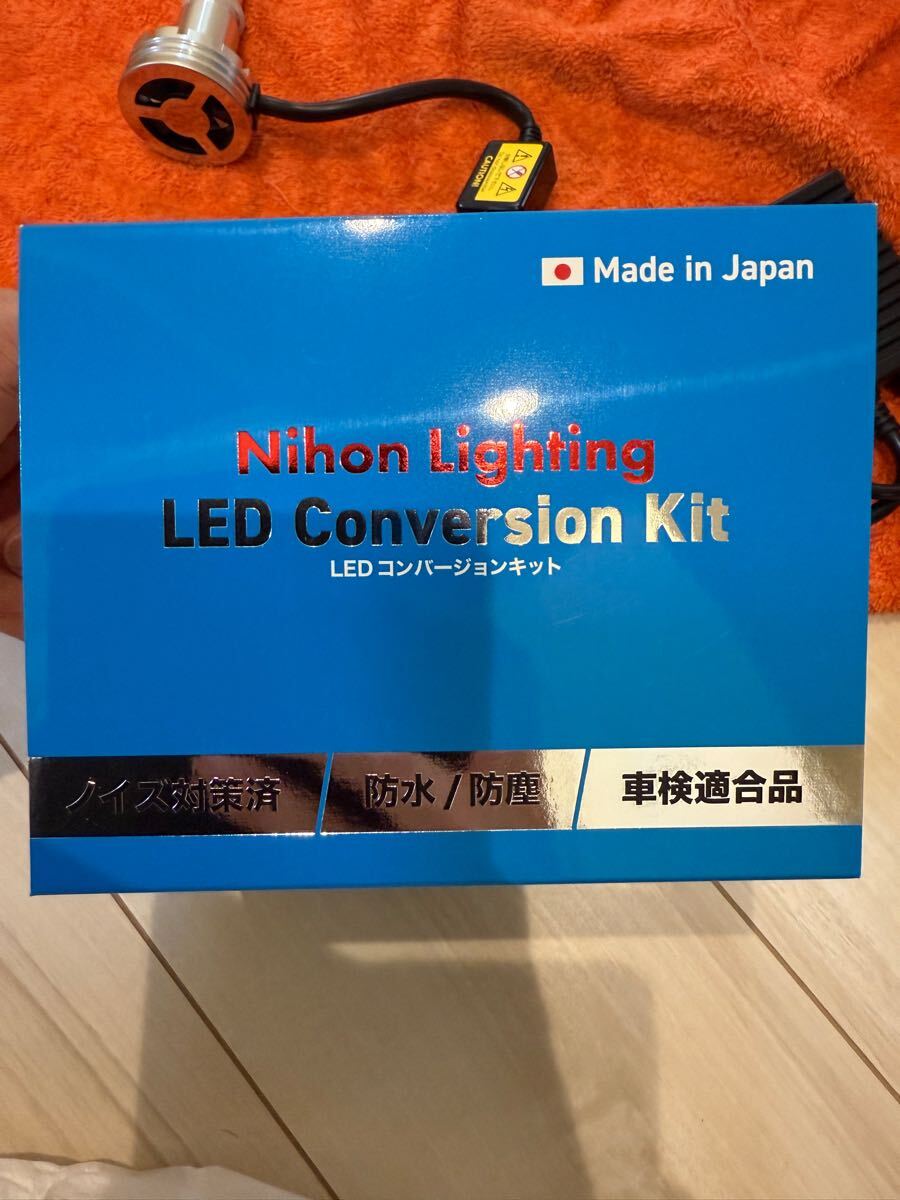 CAUTION!
Made in Japan
Nihon Lighting
LED Conversion Kit
LEDコンバージョンキット
ノイズ対策済
防水/防塵
車検適合品